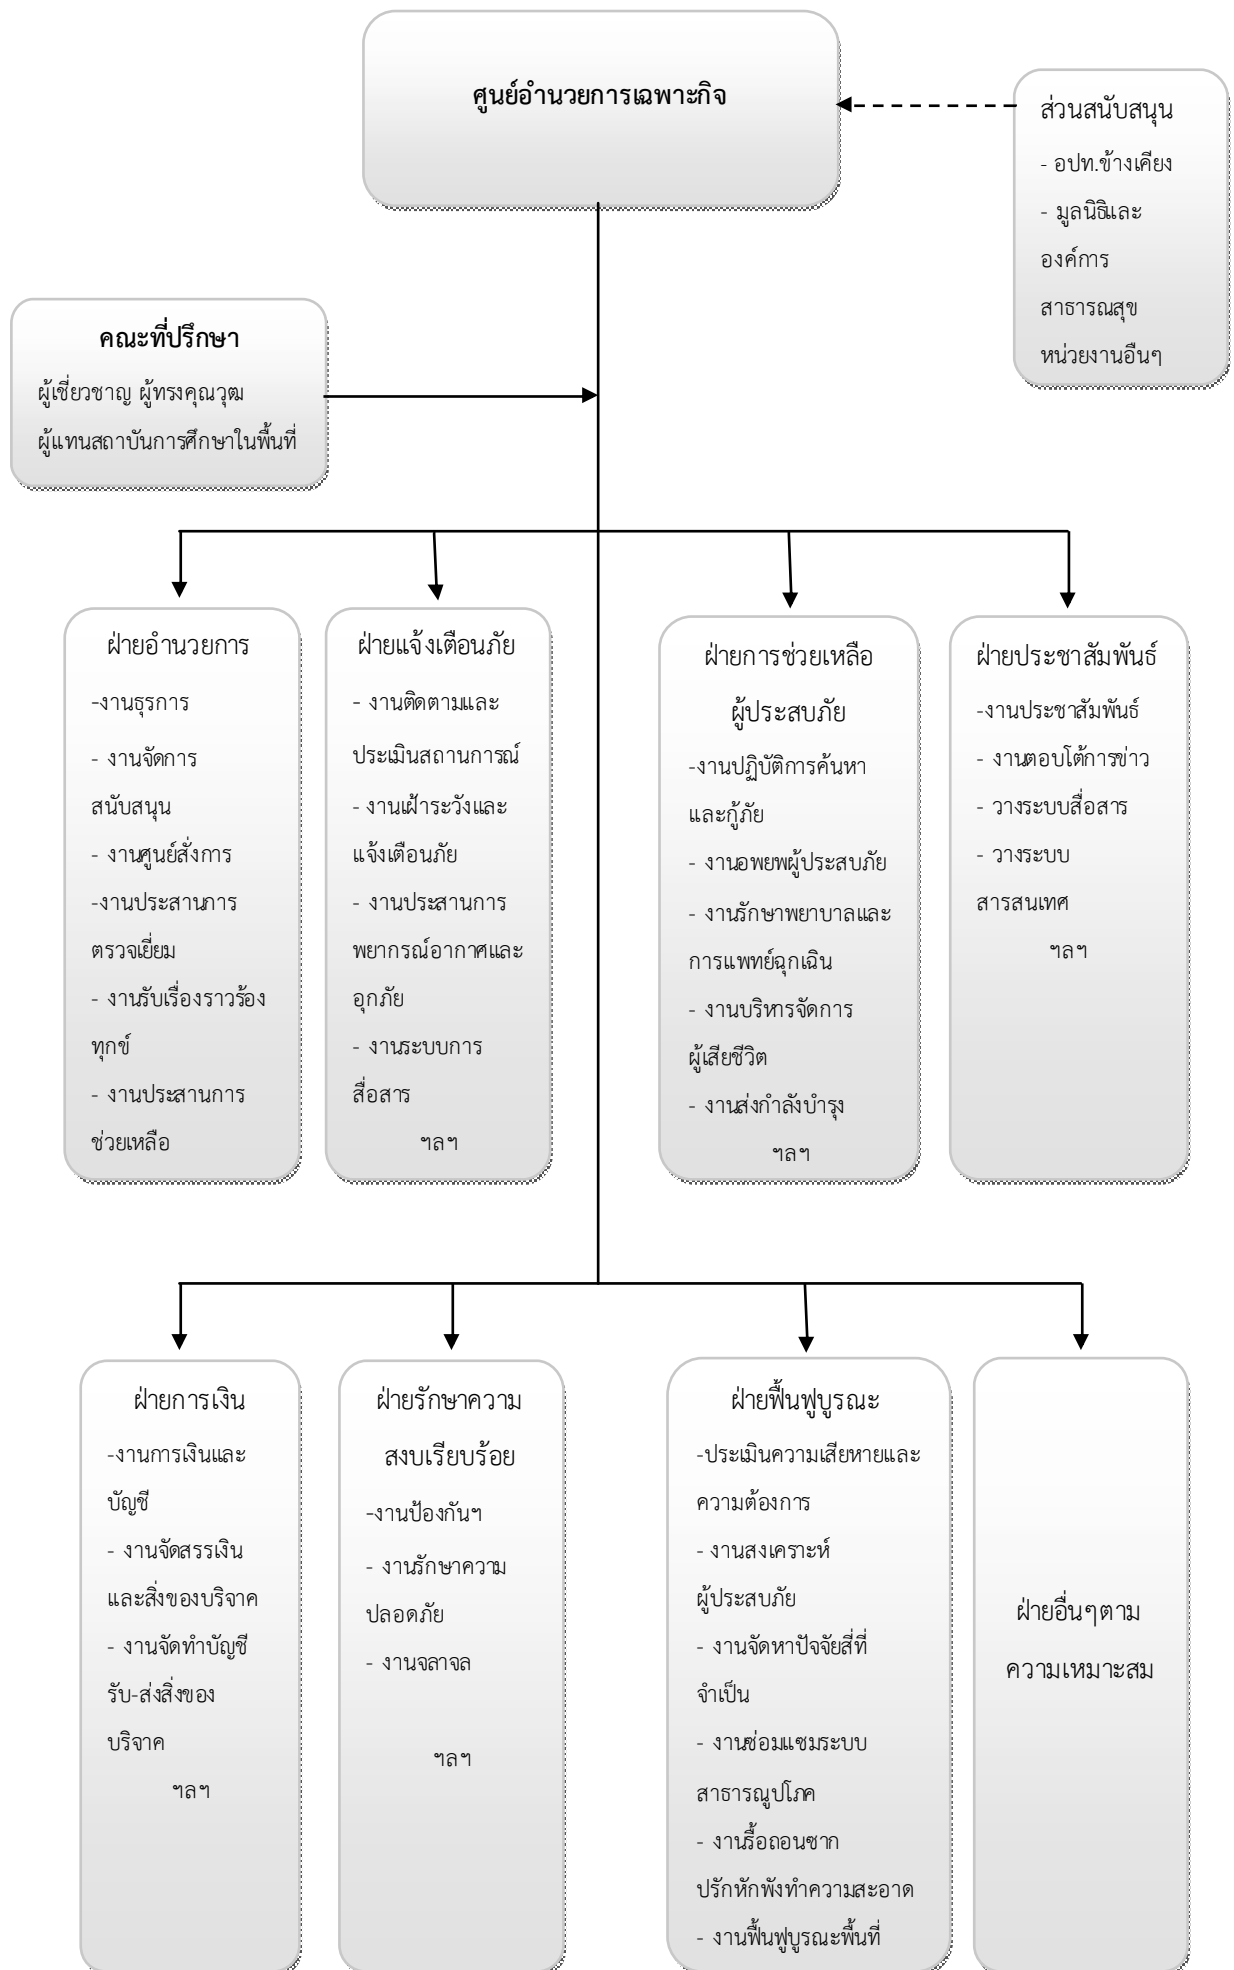 ศูนย์อำนวยการเฉพาะกิจ
ส่วนสนับสนุน
- อปท.ข้างเคียง
- มูลนิธิและ
องค์การ
สาธารณสุข
หน่วยงานอื่นๆ
คณะที่ปรึกษา
ผู้เชี่ยวชาญ ผู้ทรงคุณวุฒ
ผู้แทนสถาบันการศึกษาในพื้นที่
ฝ่ายอำนวยการ
-งานธุรการ
- งานจัดการ
สนับสนุน
- งานศูนย์สั่งการ
-งานประสานการ
ตรวจเยี่ยม
- งานรับเรื่องราวร้อง
ทุกข์
- งานประสานการ
ช่วยเหลือ
ฝ่ายแจ้งเตือนภัย
- งานติดตามและ
ประเมินสถานการณ์
- งานเฝ้าระวังและ
แจ้งเตือนภัย
- งานประสานการ
พยากรณ์อากาศและ
อุกภัย
- งานระบบการ
สื่อสาร
ฯลฯ
ฝ่ายการช่วยเหลือ
ผู้ประสบภัย
-งานปฏิบัติการค้นหา
และกู้ภัย
- งานอพยพผู้ประสบภัย
- งานรักษาพยาบาลและ
การแพทย์ฉุกเฉิน
- งานบริหารจัดการ
ผู้เสียชีวิต
- งานส่งกำลังบำรุง
ฯลฯ
ฝ่ายประชาสัมพันธ์
-งานประชาสัมพันธ์
- งานตอบโต้การข่าว
- วางระบบสื่อสาร
- วางระบบ
สารสนเทศ
ฯลฯ
ฝ่ายการเงิน
-งานการเงินและ
บัญชี
- งานจัดสรรเงิน
และสิ่งของบริจาค
- งานจัดทำบัญชี
รับ-ส่งสิ่งของ
บริจาค
ฯลฯ
ฝ่ายรักษาความ
สงบเรียบร้อย
-งานป้องกันฯ
- งานรักษาความ
ปลอดภัย
- งานจลาจล
ฯลฯ
ฝ่ายฟื้นฟูบูรณะ
-ประเมินความเสียหายและ
ความต้องการ
- งานสงเคราะห์
ผู้ประสบภัย
- งานจัดหาปัจจัยสี่ที่
จำเป็น
- งานซ่อมแซมระบบ
สาธารณูปโภค
- งานรื้อถอนซาก
ปรักหักพังทำความสะอาด
- งานฟื้นฟูบูรณะพื้นที่
ฝ่ายอื่นๆตาม
ความเหมาะสม